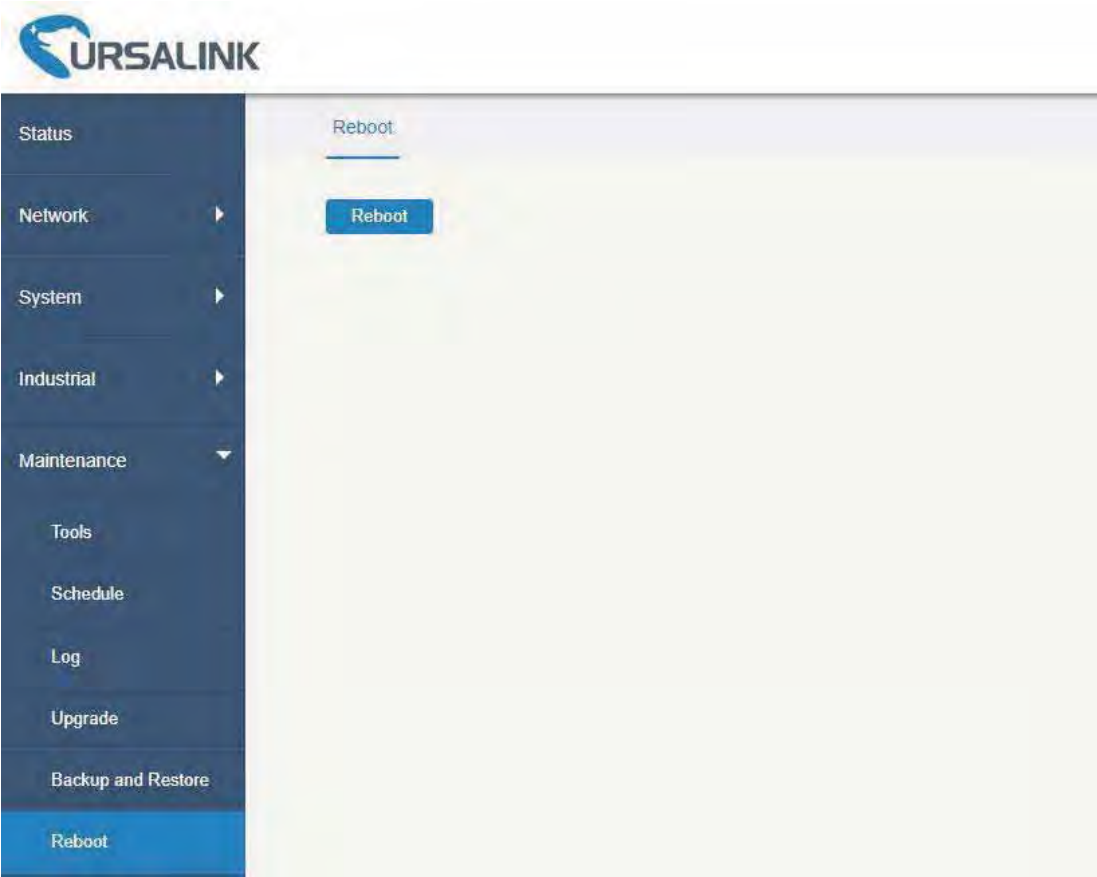 URSALINK
Status
Network
System
Industrial
Maintenance
Tools
Schedule
Log
Upgrade
Backup and Restore
Reboot
Reboot
Reboot